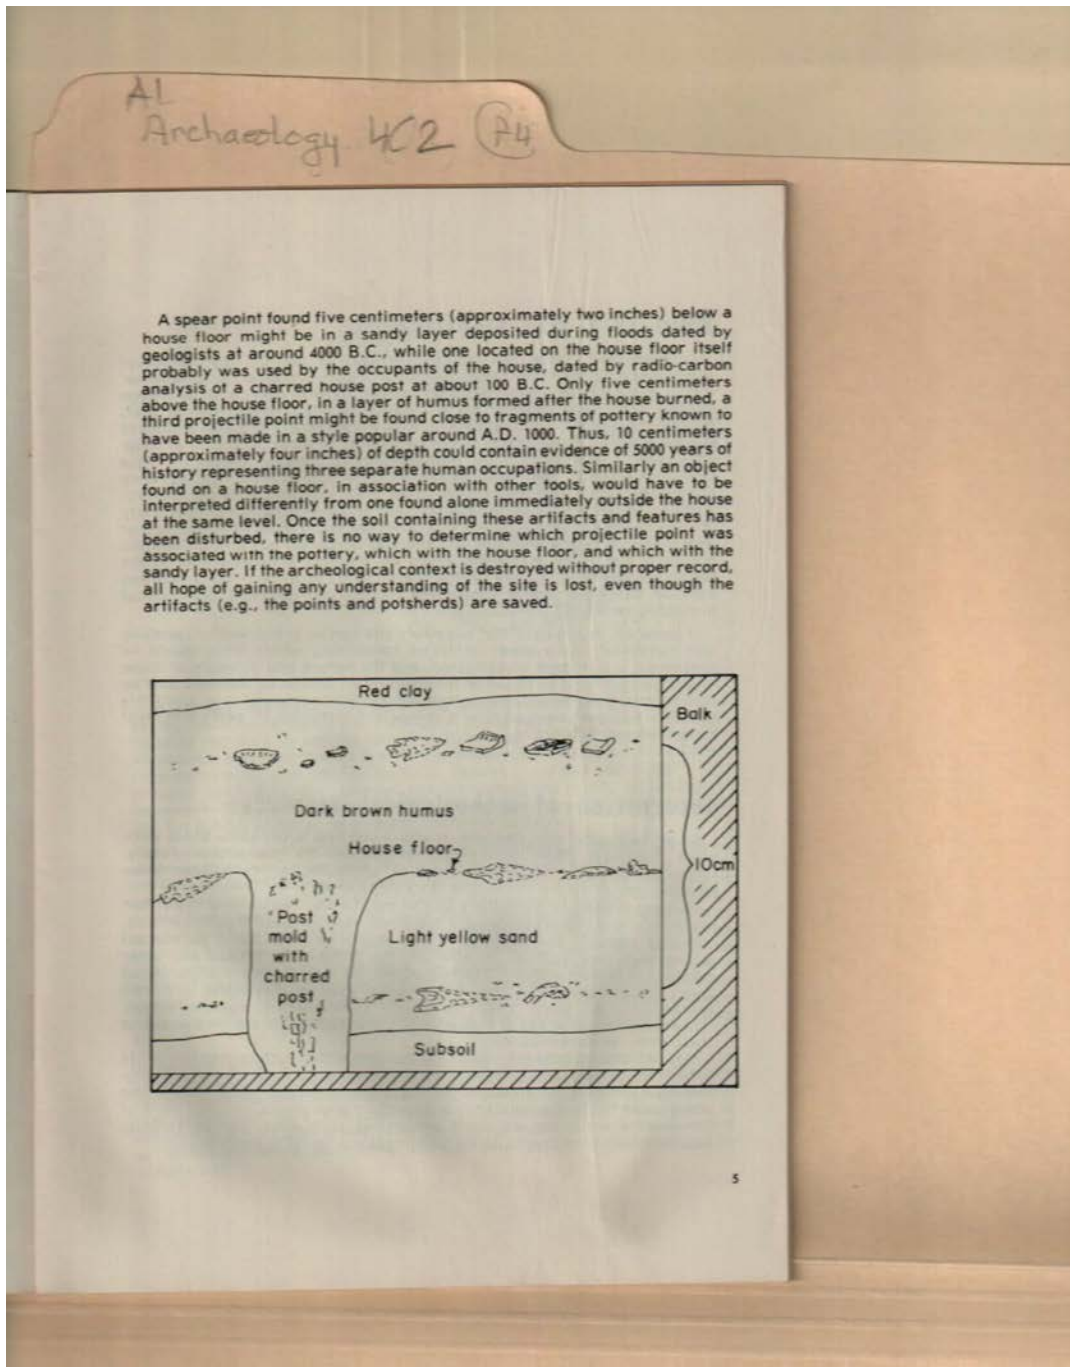 AL
Archaeology 4C2 P4
A spear point found five centimeters (approximately two inches) below a
house floor might be in a sandy layer deposited during floods dated by
geologists at around 4000 B.C., while one located on the house floor itself
probably was used by the occupants of the house, dated by radio-carbon
analysis of a charred house post at about 100 B.C. Only five centimeters
above the house floor, in a layer of humus formed after the house burned, a
third projectile point might be found close to fragments of pottery known to
have been made in a style popular around A.D. 1000. Thus, 10 centimeters
(approximately four inches) of depth could contain evidence of 5000 years of
history representing three separate human occupations. Similarly an object
found on a house floor, in association with other tools, would have to be
interpreted differently from one found alone immediately outside the house
at the same level. Once the soil containing these artifacts and features has
been disturbed, there is no way to determine which projectile point was
associated with the pottery, which with the house floor, and which with the
sandy layer. If the archeological context is destroyed without proper record,
all hope of gaining any understanding of the site is lost, even though the
artifacts (e.g., the points and potsherds) are saved.
Red clay
Balk
Dark brown humus
House floor
10cm
Post
mold
with
charred
post
Light yellow sand
Subsoil
5